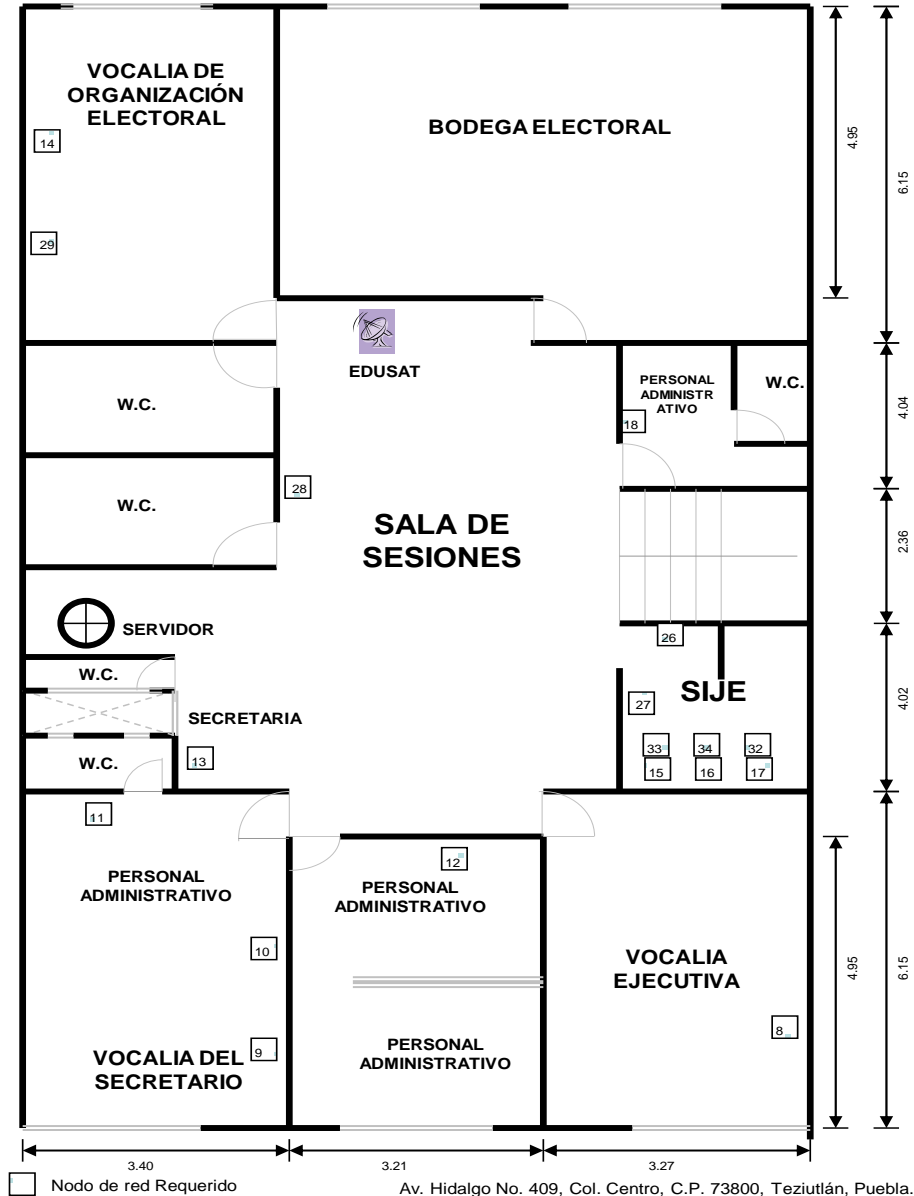 VOCALIA DE
ORGANIZACIÓN
ELECTORAL
BODEGA ELECTORAL
14
29
4.95
6.15
EDUSAT
W.C.
PERSONAL
ADMINISTR
ATIVO
W.C.
18
4.04
W.C.
28
SALA DE
SESIONES
2.36
SERVIDOR
26
W.C.
SIJE
27
SECRETARIA
4.02
33
34
32
13
W.C.
15
16
17
11
12
PERSONAL
ADMINISTRATIVO
PERSONAL
ADMINISTRATIVO
10
VOCALIA
EJECUTIVA
4.95
6.15
8
9
VOCALIA DEL
SECRETARIO
PERSONAL
ADMINISTRATIVO
3.40
3.21
3.27
Nodo de red Requerido
Av. Hidalgo No. 409, Col. Centro, C.P. 73800, Teziutlán, Puebla.